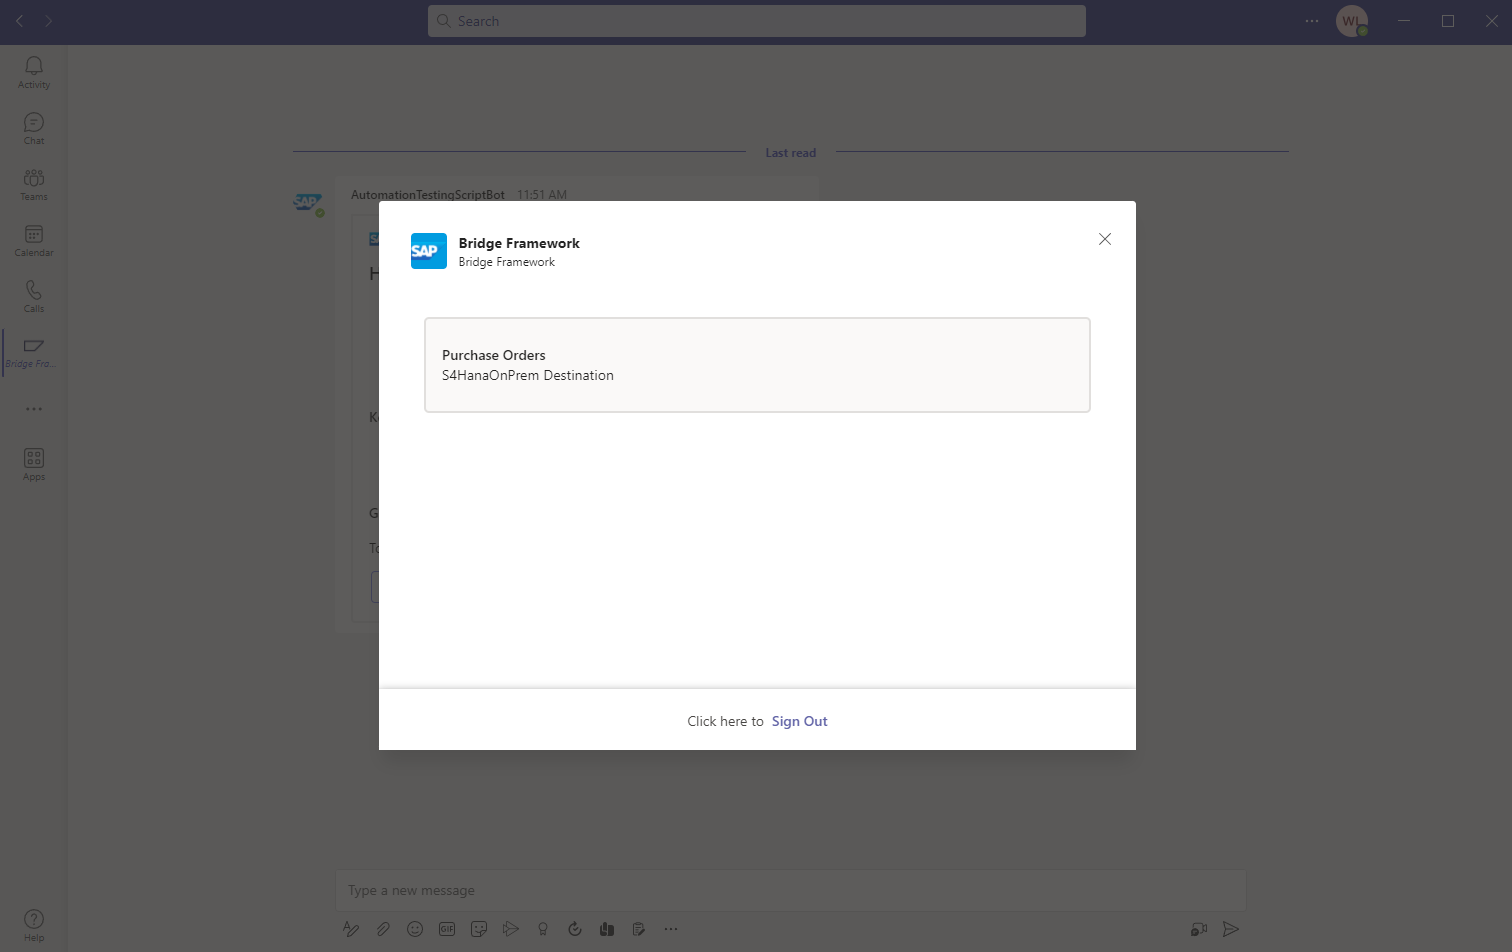 Search
WI
Activity
Chat
Teams
Calendar
Calls
Bridge Fra...
Apps
Help
Last read
SAP
AutomationTestingScriptBot 11:51 AM
SAP
Bridge Framework
Bridge Framework
Purchase Orders
S4HanaOnPrem Destination
Click here to Sign Out
Type a new message
GIF